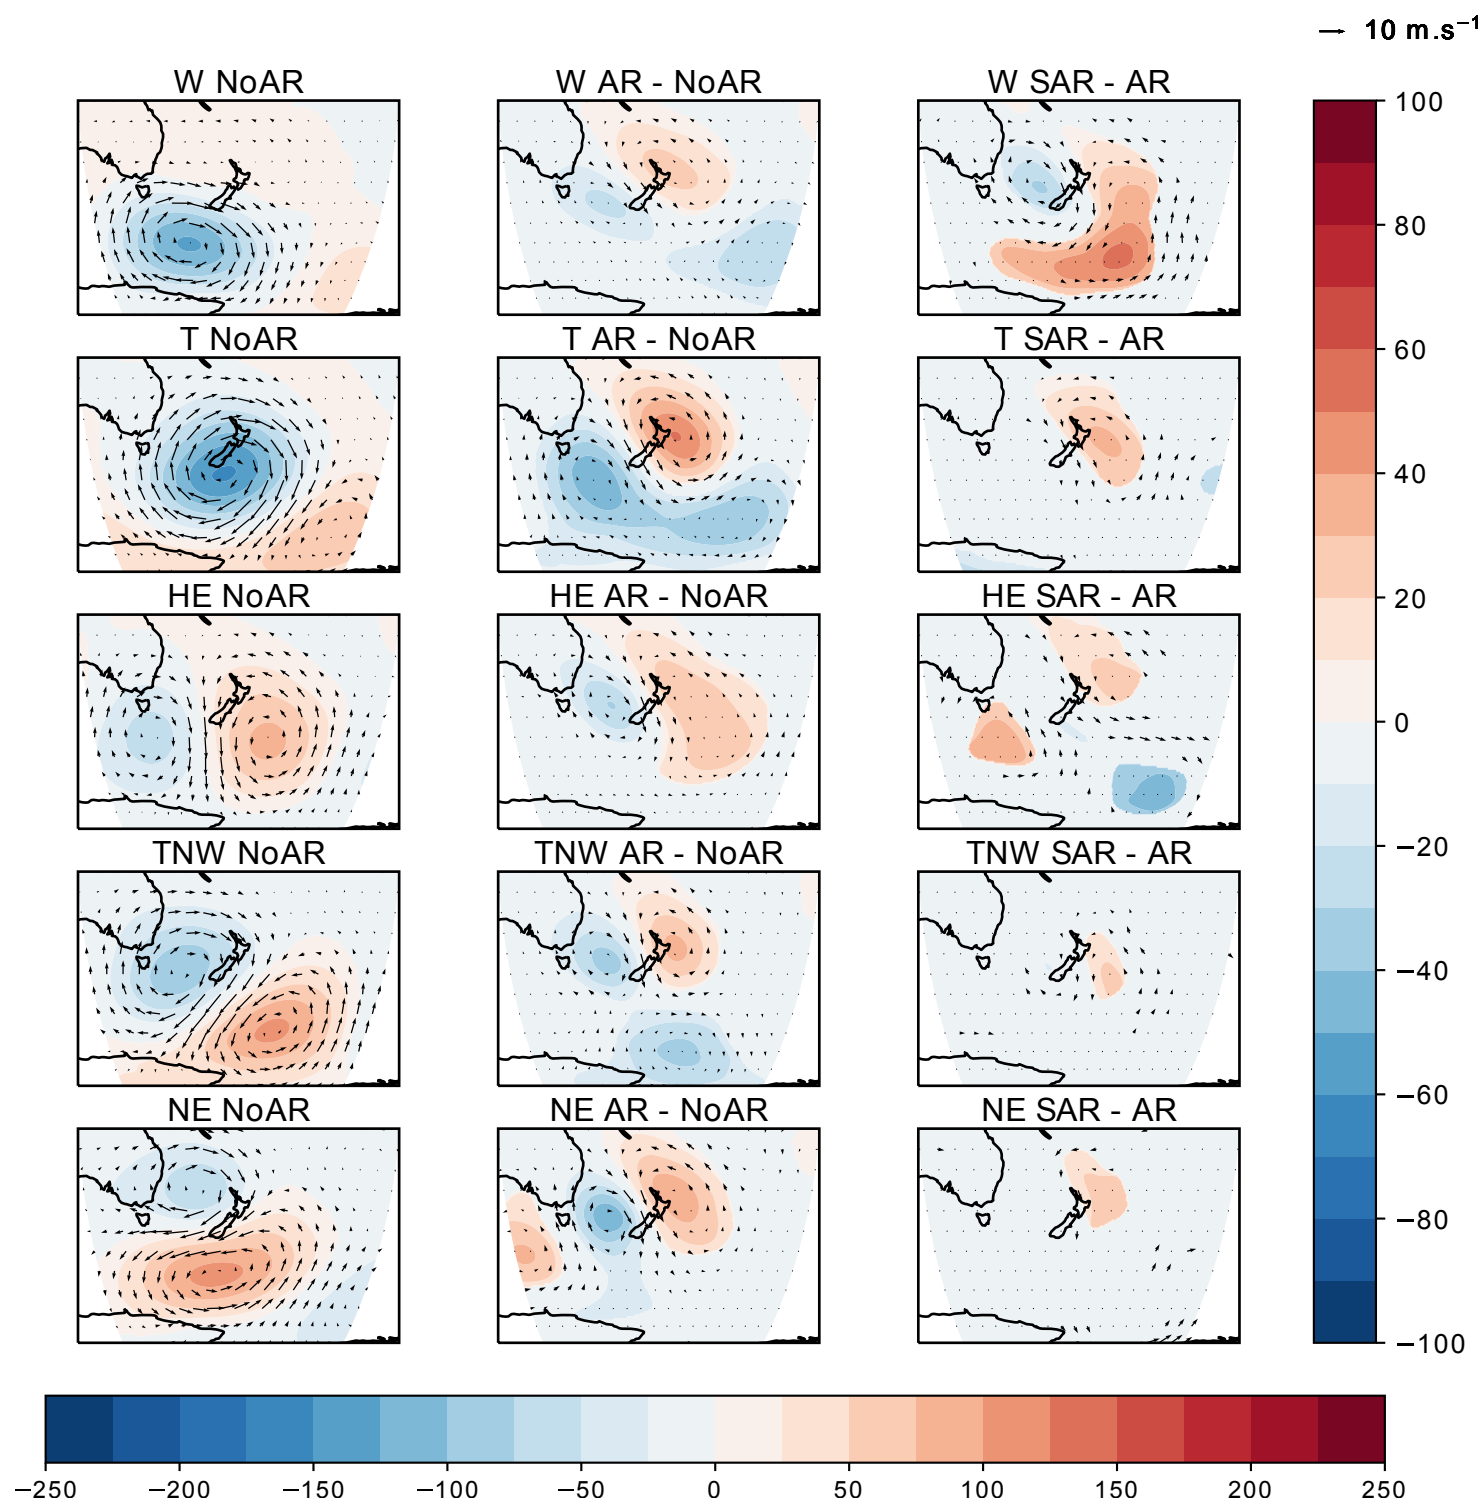 10 m.s⁻¹
W NoAR
W AR - NoAR
W SAR - AR
T NoAR
T AR - NoAR
T SAR - AR
HE NoAR
HE AR - NoAR
HE SAR - AR
TNW NoAR
TNW AR - NoAR
TNW SAR - AR
NE NoAR
NE AR - NoAR
NE SAR - AR
100
80
60
40
20
0
−20
−40
−60
−80
−100
−250 −200 −150 −100 −50 0 50 100 150 200 250